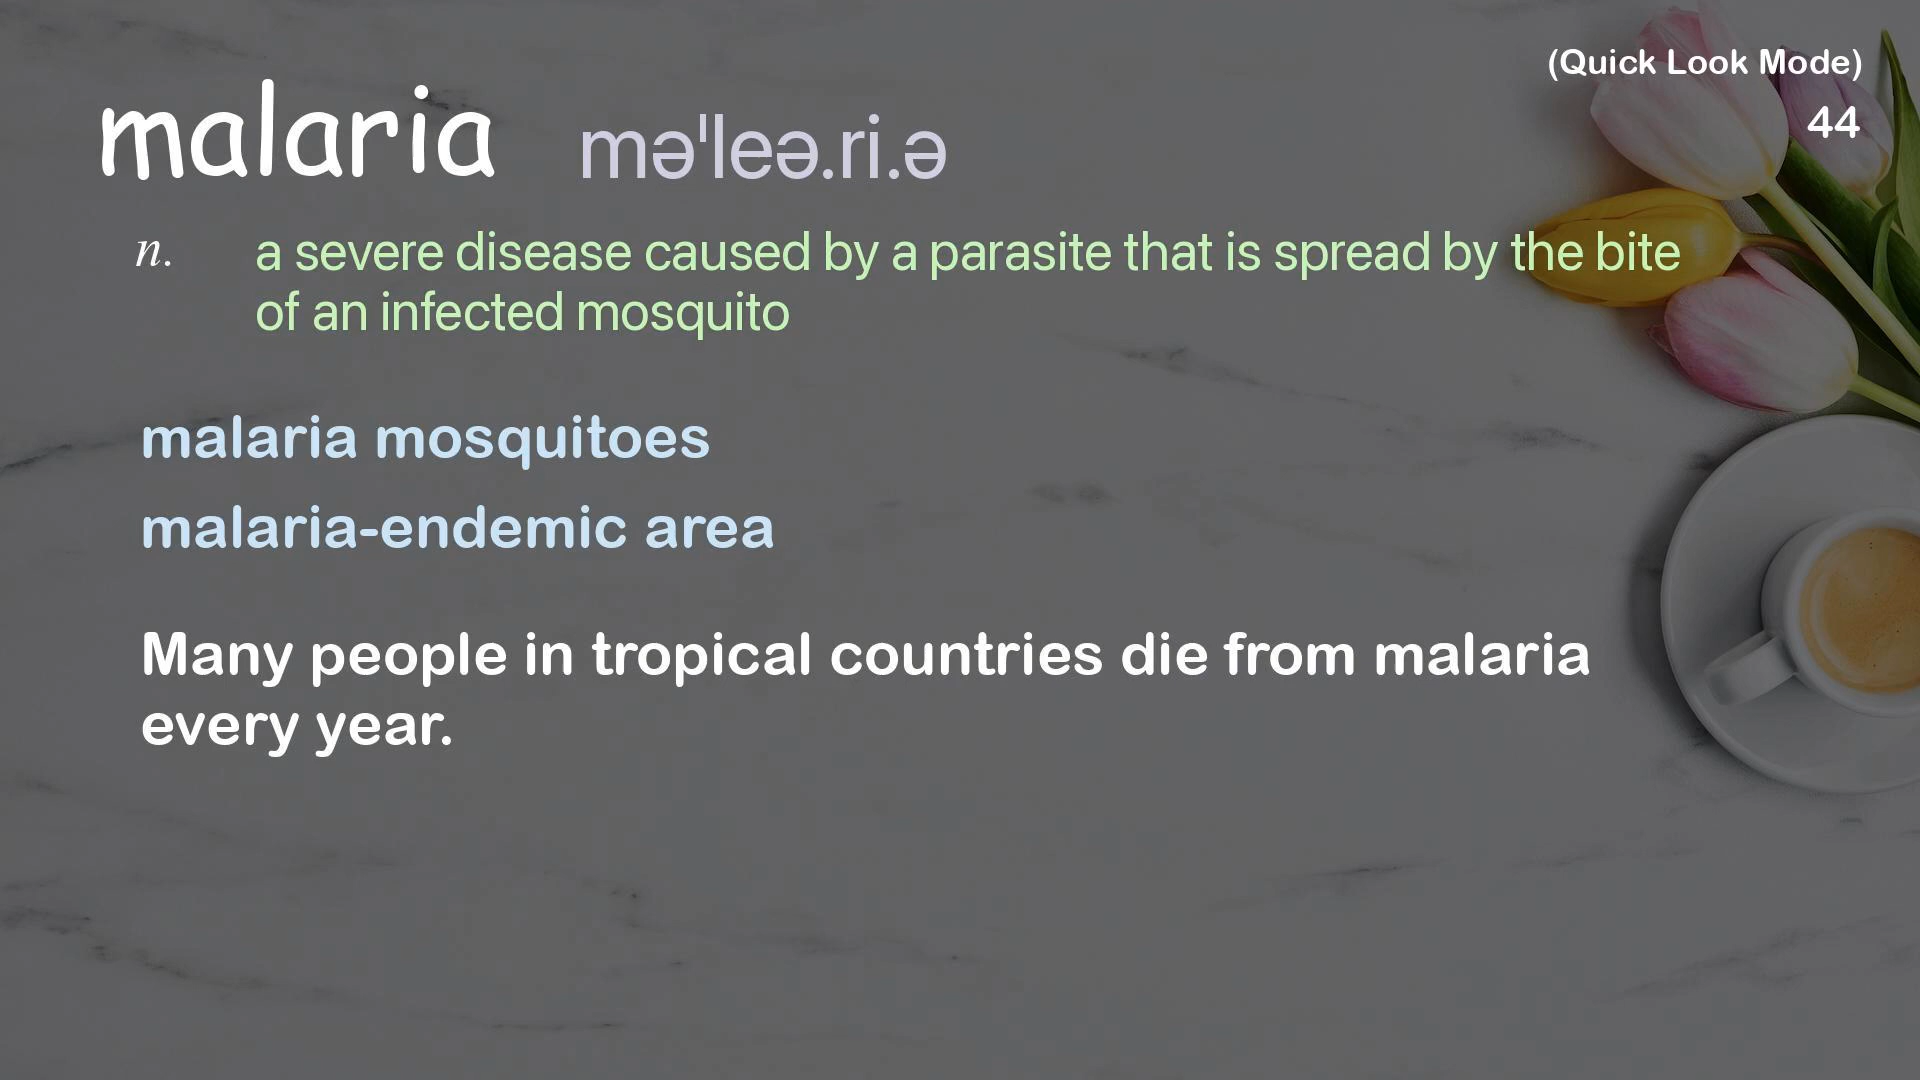 (Quick Look Mode)
44
malaria məˈleə.ri.ə
n. a severe disease caused by a parasite that is spread by the bite
of an infected mosquito
malaria mosquitoes
malaria-endemic area
Many people in tropical countries die from malaria
every year.